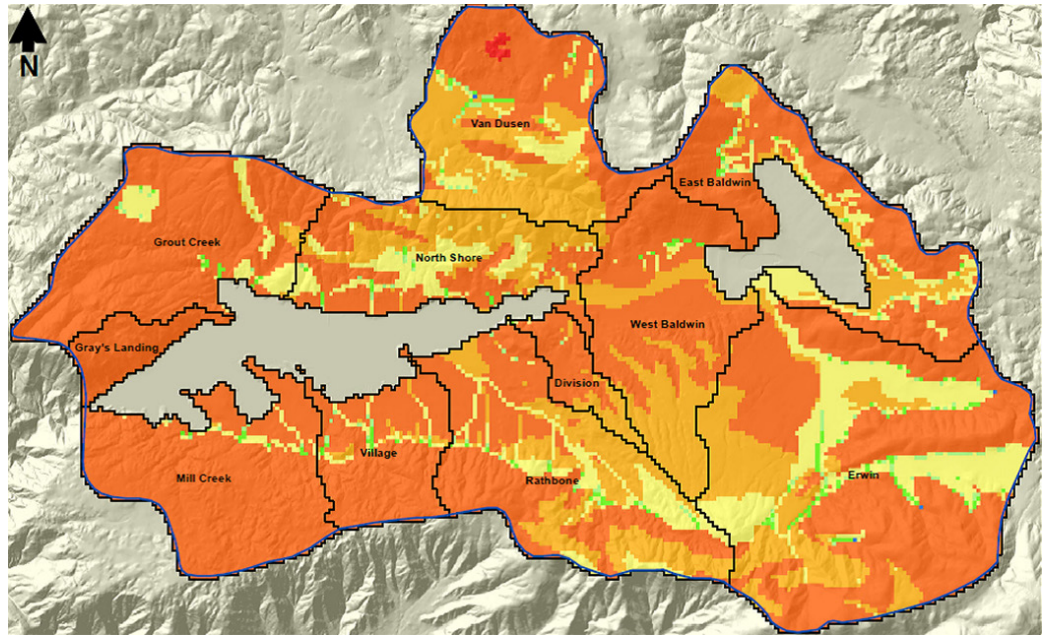 N
Van Dusen
East Baldwin
Grout Creek
North Shore
West Baldwin
Gray's Landing
Division
Village
Mill Creek
Rathbone
Erwin